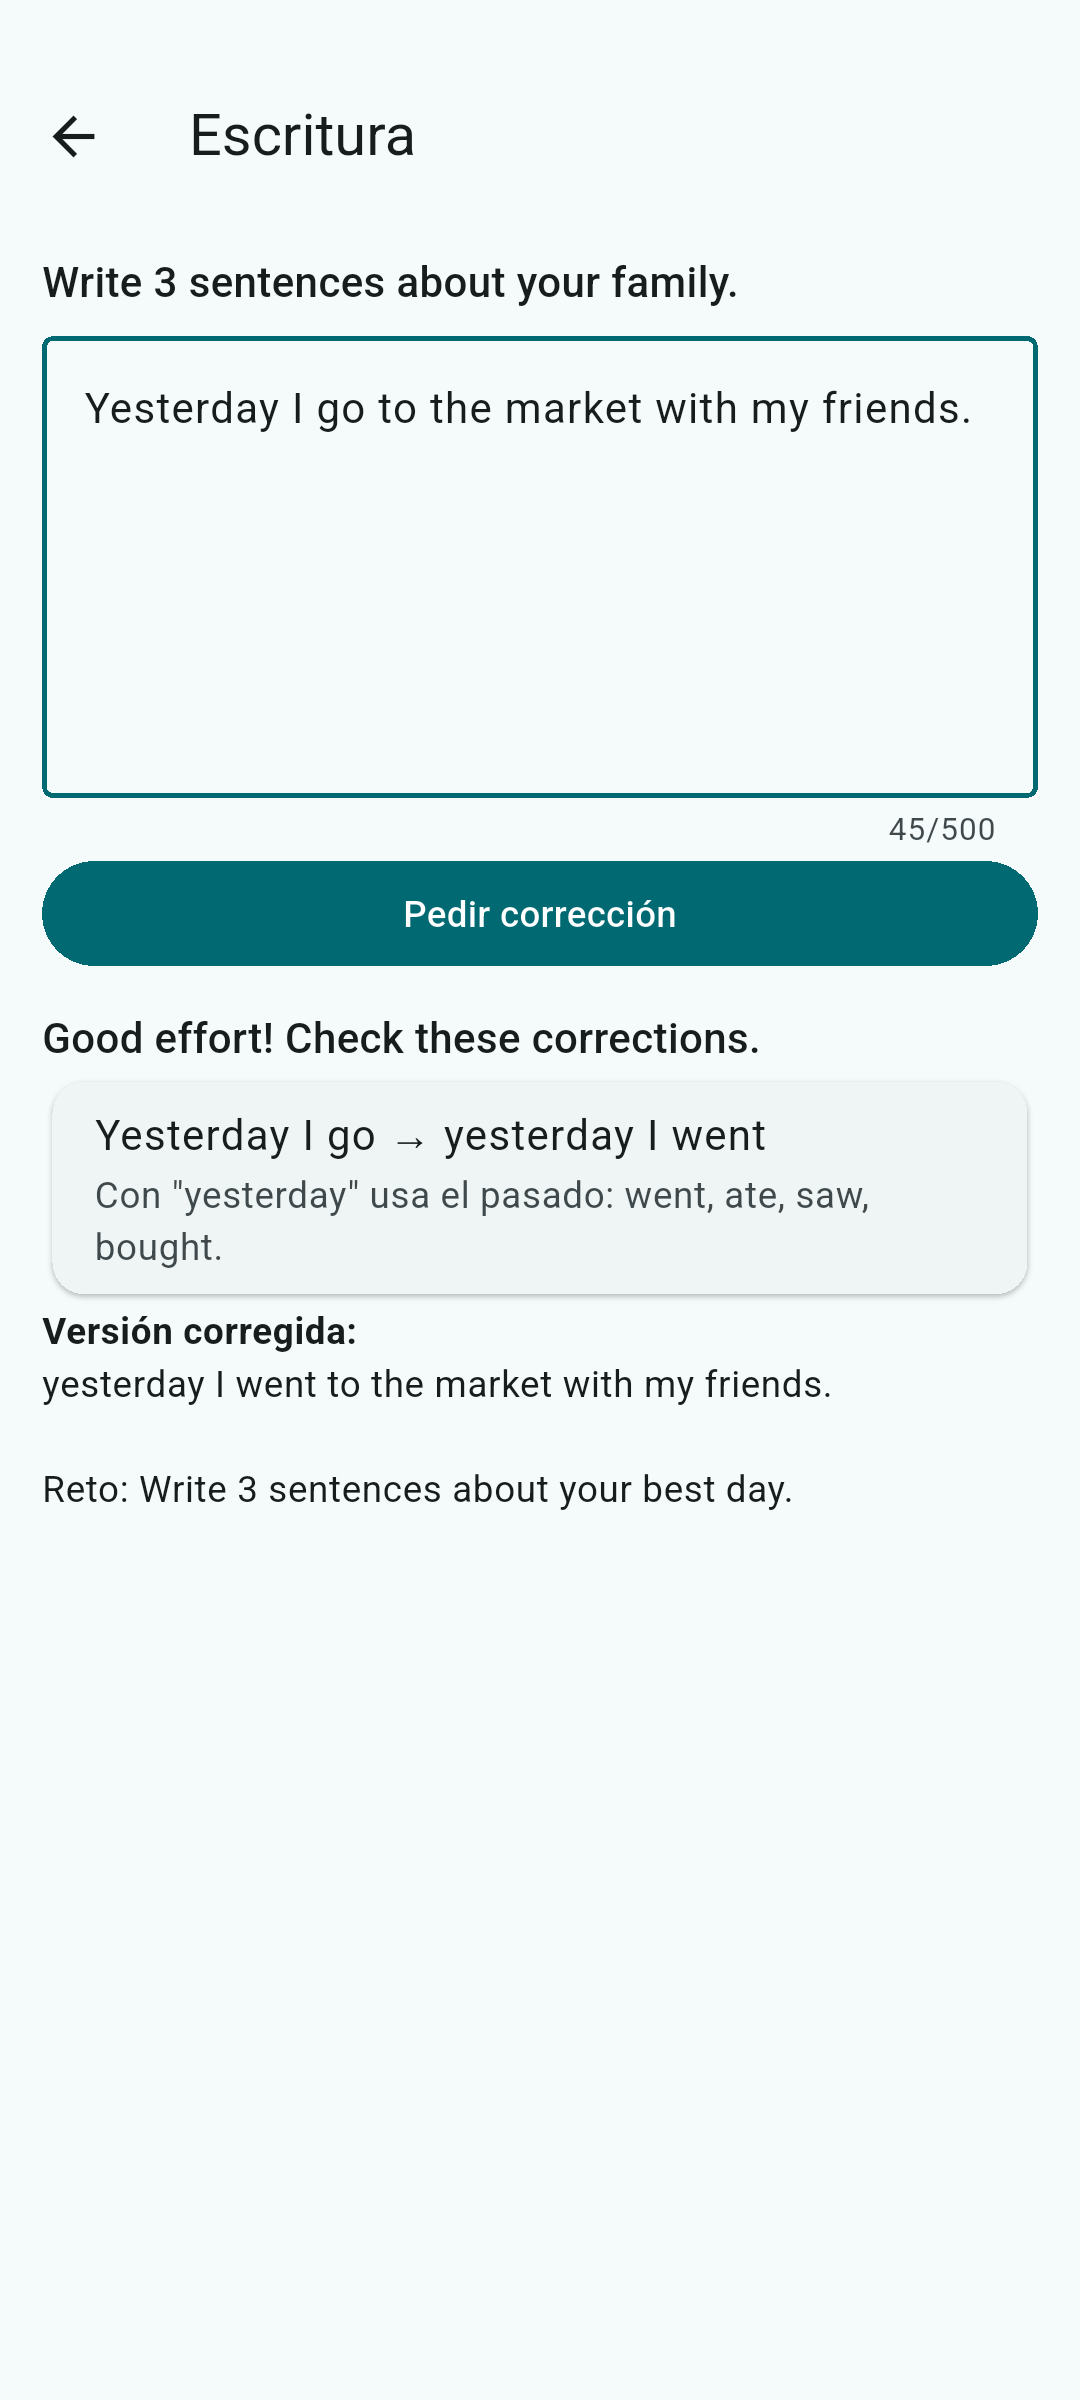 Escritura
Write 3 sentences about your family.
Yesterday I go to the market with my friends.
45/500
Pedir corrección
Good effort! Check these corrections.
Yesterday I go → yesterday I went
Con "yesterday" usa el pasado: went, ate, saw,
bought.
Versión corregida:
yesterday I went to the market with my friends.
Reto: Write 3 sentences about your best day.